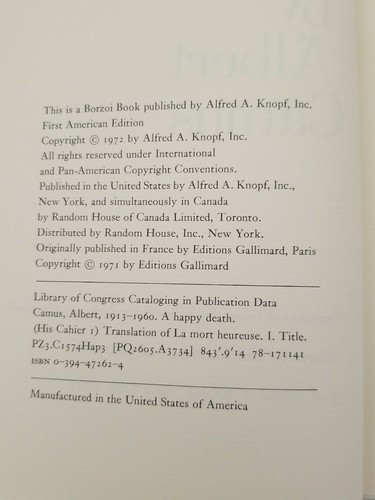 This is a Borzoi Book published by Alfred A. Knopf, Inc.
First American Edition
Copyright © 1972 by Alfred A. Knopf, Inc.
All rights reserved under International
and Pan-American Copyright Conventions.
Published in the United States by Alfred A. Knopf, Inc.,
New York, and simultaneously in Canada
by Random House of Canada Limited, Toronto.
Distributed by Random House, Inc., New York.
Originally published in France by Editions Gallimard, Paris
Copyright © 1971 by Editions Gallimard
Library of Congress Cataloging in Publication Data
Camus, Albert, 1913–1960. A happy death.
(His Cahier 1) Translation of La mort heureuse. I. Title.
PZ3.C1574Hap3 [PQ2605.A3734] 843'.9'14 78-171141
ISBN 0-394-47262-4
Manufactured in the United States of America